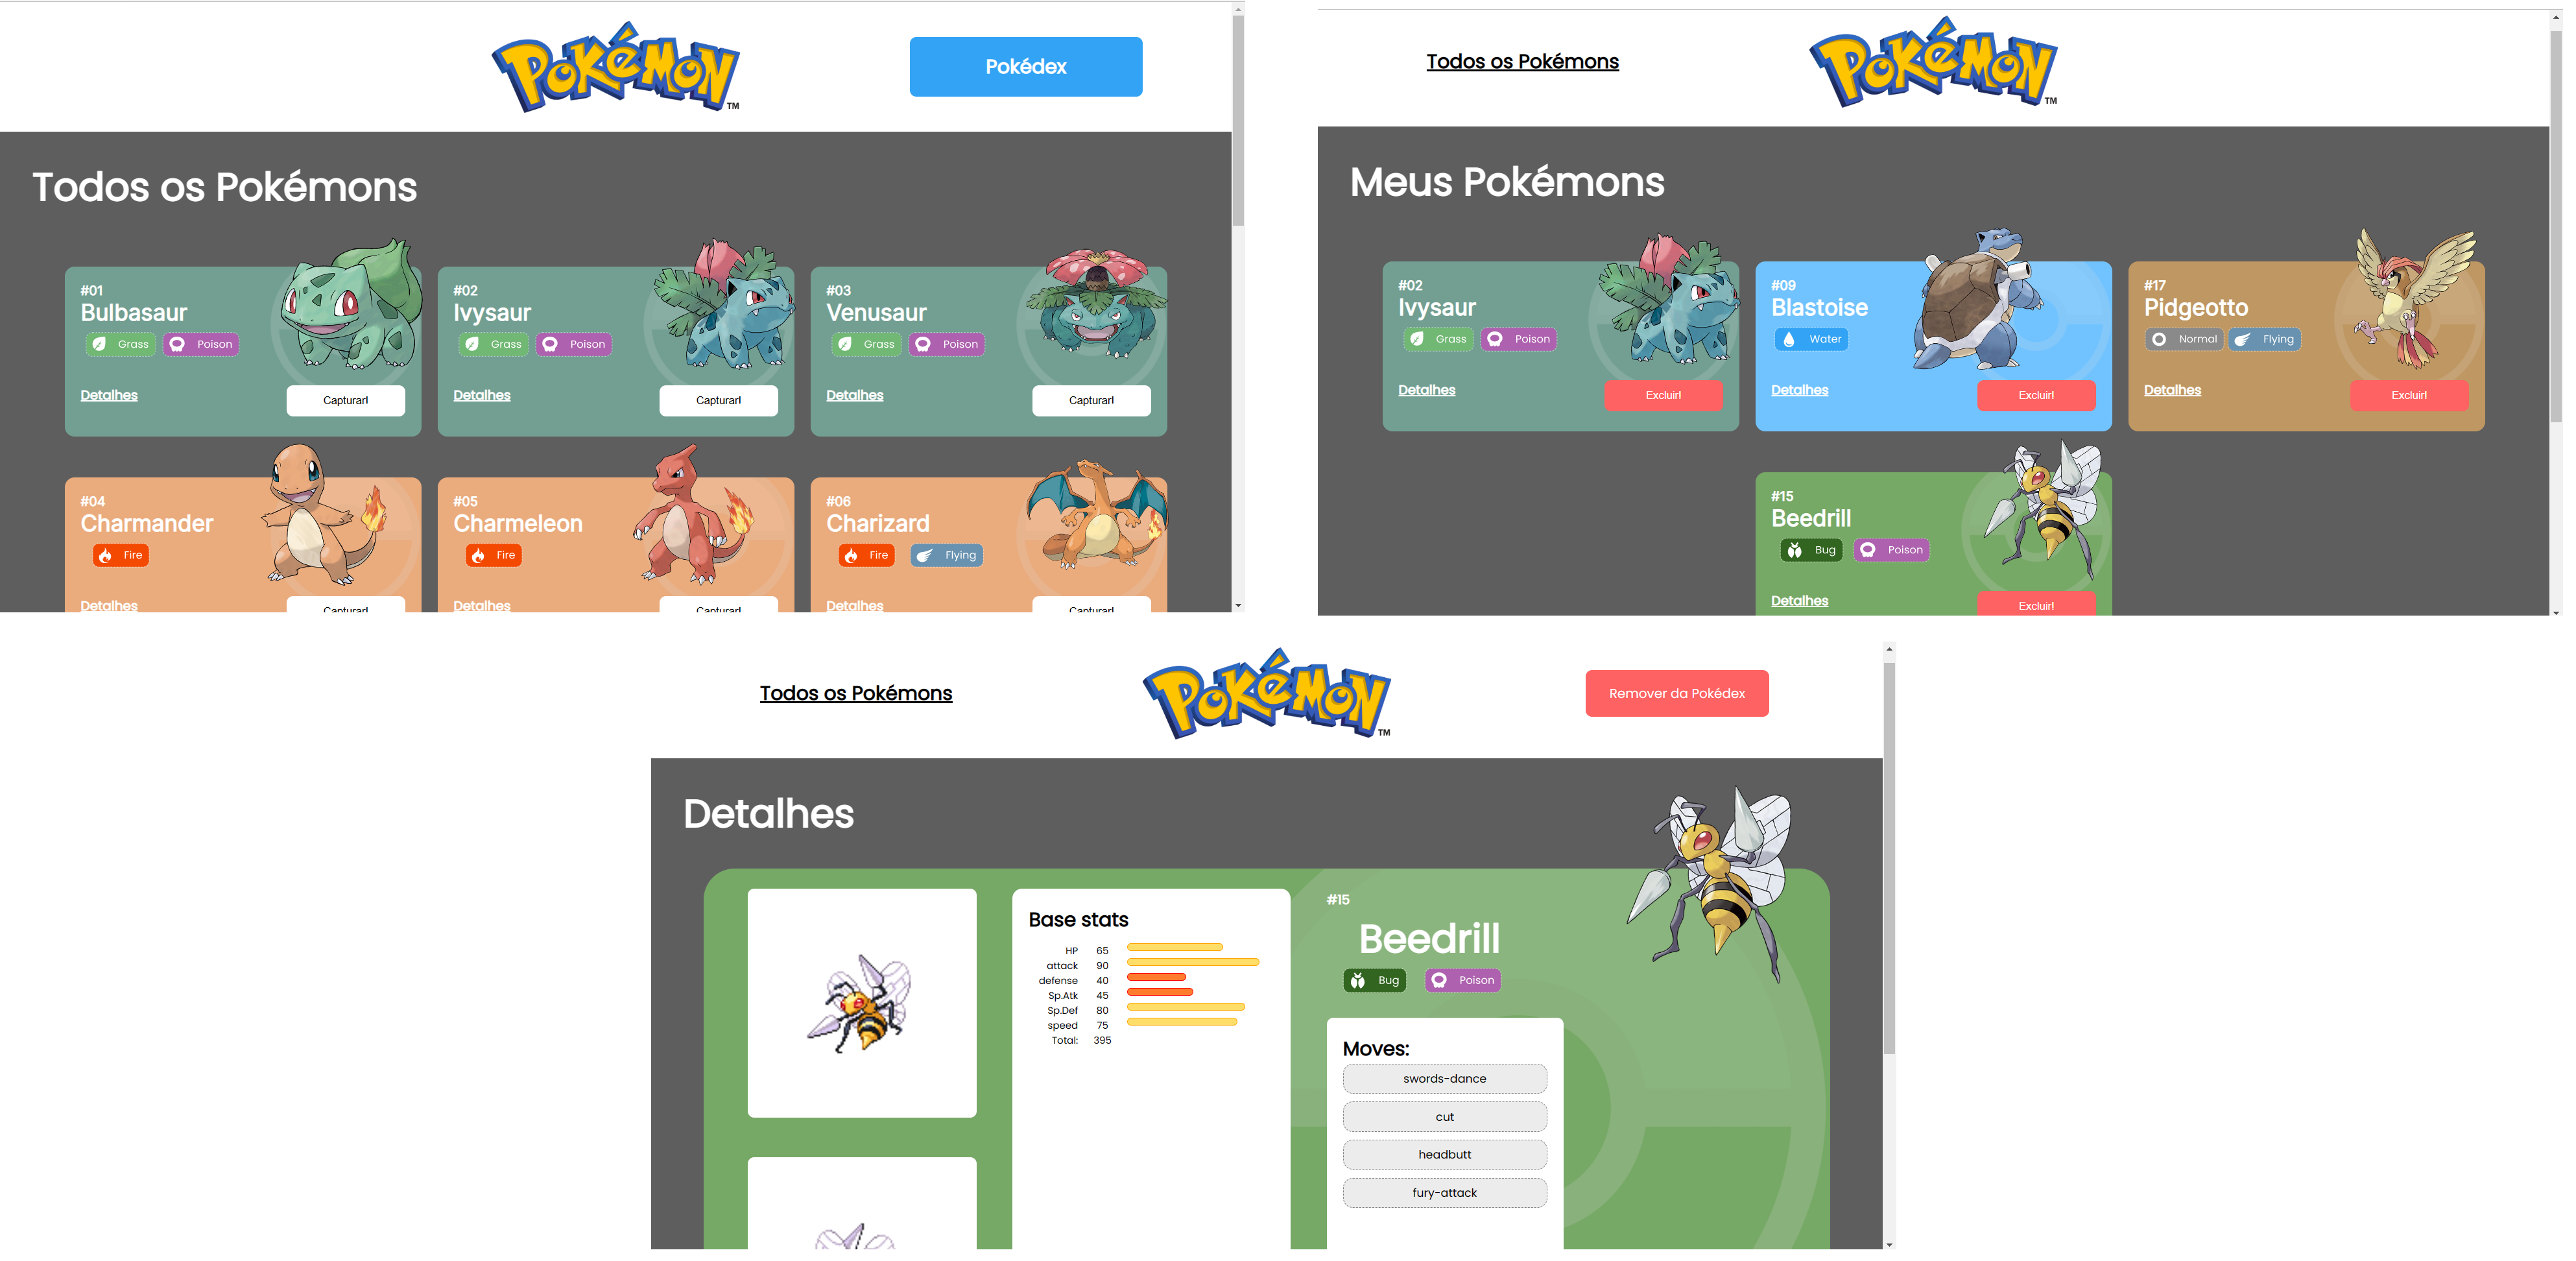 POKéMON TM
Pokédex
Todos os Pokémons
#01
Bulbasaur
Grass Poison
Detalhes Capturar!
#02
Ivysaur
Grass Poison
Detalhes Capturar!
#03
Venusaur
Grass Poison
Detalhes Capturar!
#04
Charmander
Fire
Detalhes Capturar!
#05
Charmeleon
Fire
Detalhes Capturar!
#06
Charizard
Fire Flying
Detalhes Capturar!
Todos os Pokémons
POKéMON TM
Meus Pokémons
#02
Ivysaur
Grass Poison
Detalhes Excluir!
#09
Blastoise
Water
Detalhes Excluir!
#17
Pidgeotto
Normal Flying
Detalhes Excluir!
#15
Beedrill
Bug Poison
Detalhes Excluir!
Todos os Pokémons
POKéMON TM
Remover da Pokédex
Detalhes
Base stats
HP 65
attack 90
defense 40
Sp.Atk 45
Sp.Def 80
speed 75
Total: 395
#15
Beedrill
Bug Poison
Moves:
swords-dance
cut
headbutt
fury-attack